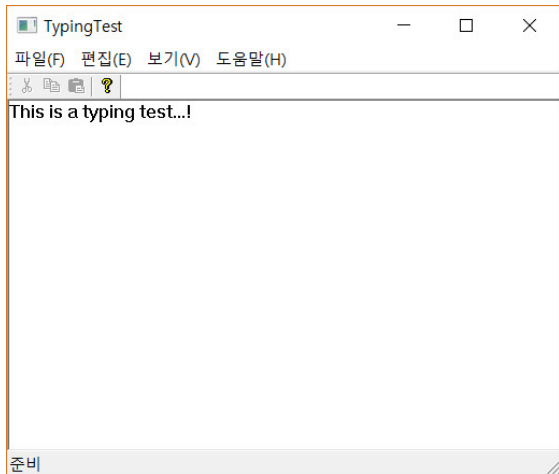 TypingTest
파일(F) 편집(E) 보기(V) 도움말(H)
This is a typing test...!
준비